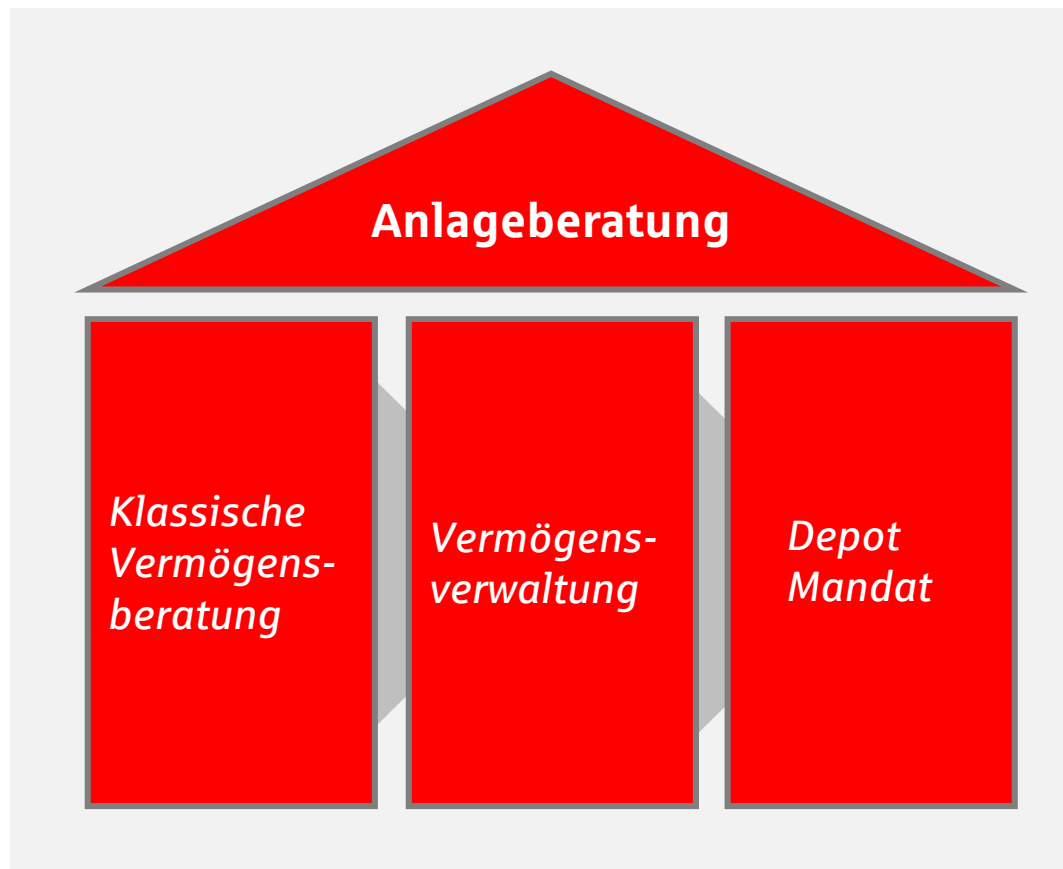 Anlageberatung
Klassische
Vermögens-
beratung
Vermögens-
verwaltung
Depot
Mandat